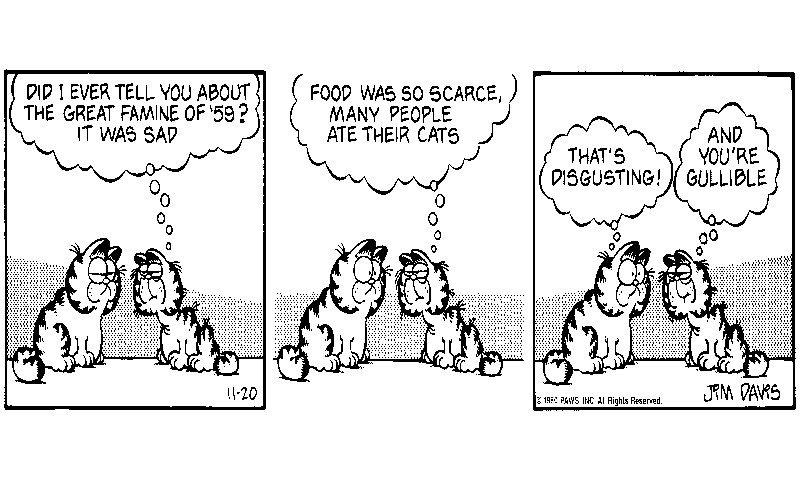 DID I EVER TELL YOU ABOUT
THE GREAT FAMINE OF '59?
IT WAS SAD
11-20
FOOD WAS SO SCARCE,
MANY PEOPLE
ATE THEIR CATS
THAT'S
DISGUSTING!
AND
YOU'RE
GULLIBLE
PAWS INC All Rights Reserved.
JIM DAVIS